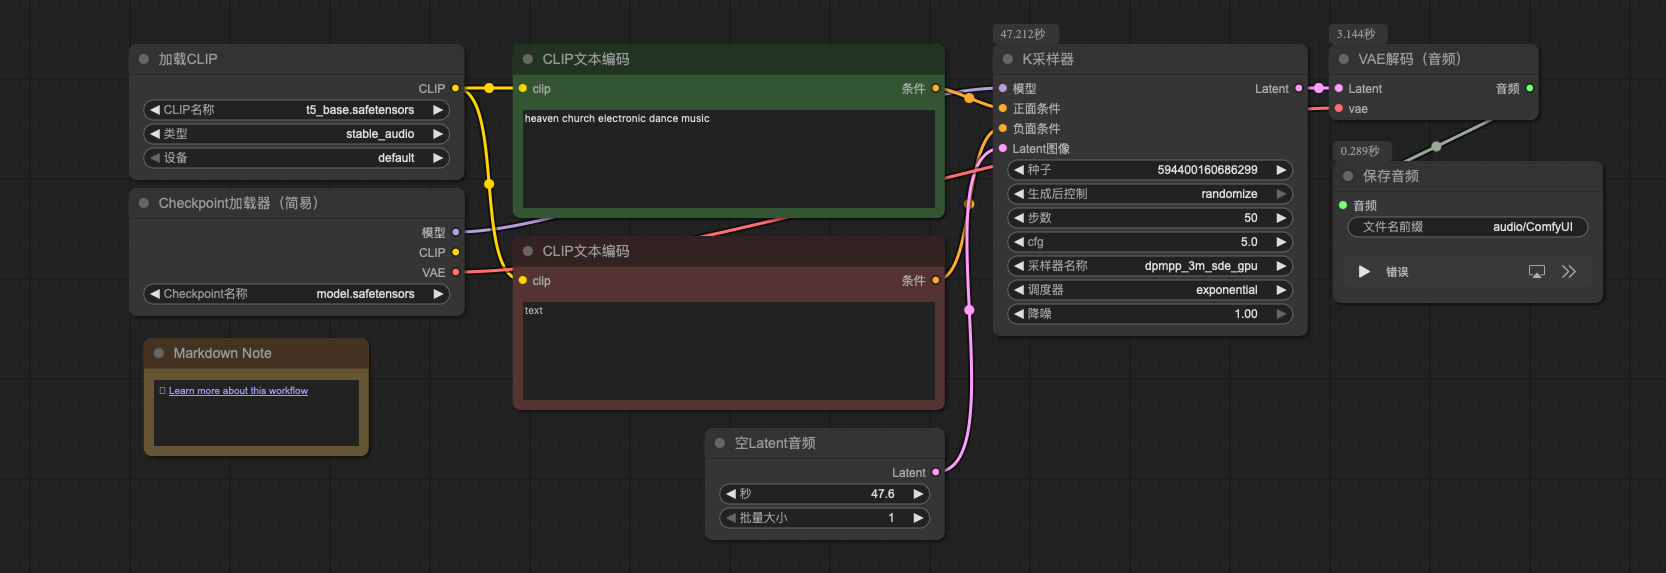 加载CLIP
CLIP
CLIP名称 t5_base.safetensors
类型 stable_audio
设备 default
Checkpoint加载器（简易）
模型
CLIP
VAE
Checkpoint名称 model.safetensors
Markdown Note
Learn more about this workflow
CLIP文本编码
clip 条件
heaven church electronic dance music
CLIP文本编码
clip 条件
text
空Latent音频
Latent
秒 47.6
批量大小 1
47.212秒
K采样器
模型 Latent
正面条件
负面条件
Latent图像
种子 594400160686299
生成后控制 randomize
步数 50
cfg 5.0
采样器名称 dpmpp_3m_sde_gpu
调度器 exponential
降噪 1.00
3.144秒
VAE解码（音频）
Latent 音频
vae
0.289秒
保存音频
音频
文件名前缀 audio/ComfyUI
错误